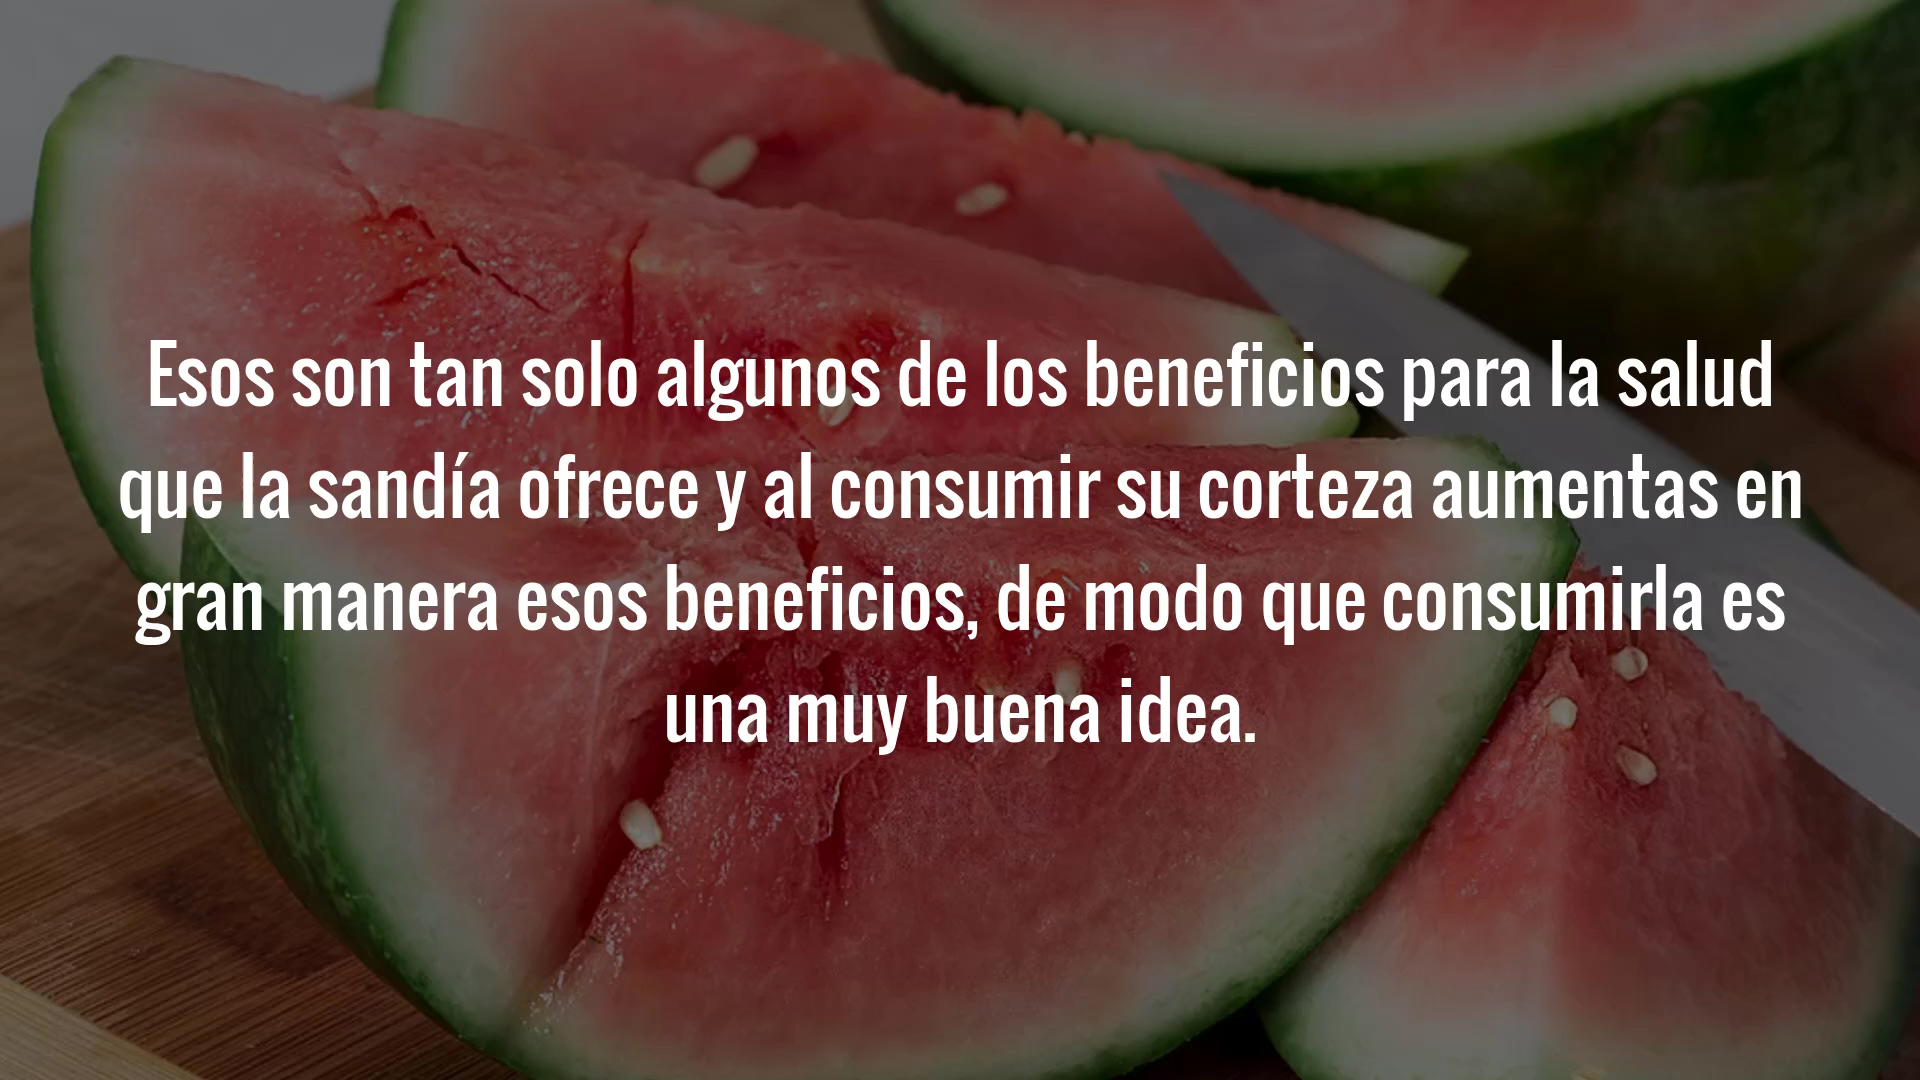 Esos son tan solo algunos de los beneficios para la salud
que la sandía ofrece y al consumir su corteza aumentas en
gran manera esos beneficios, de modo que consumirla es
una muy buena idea.